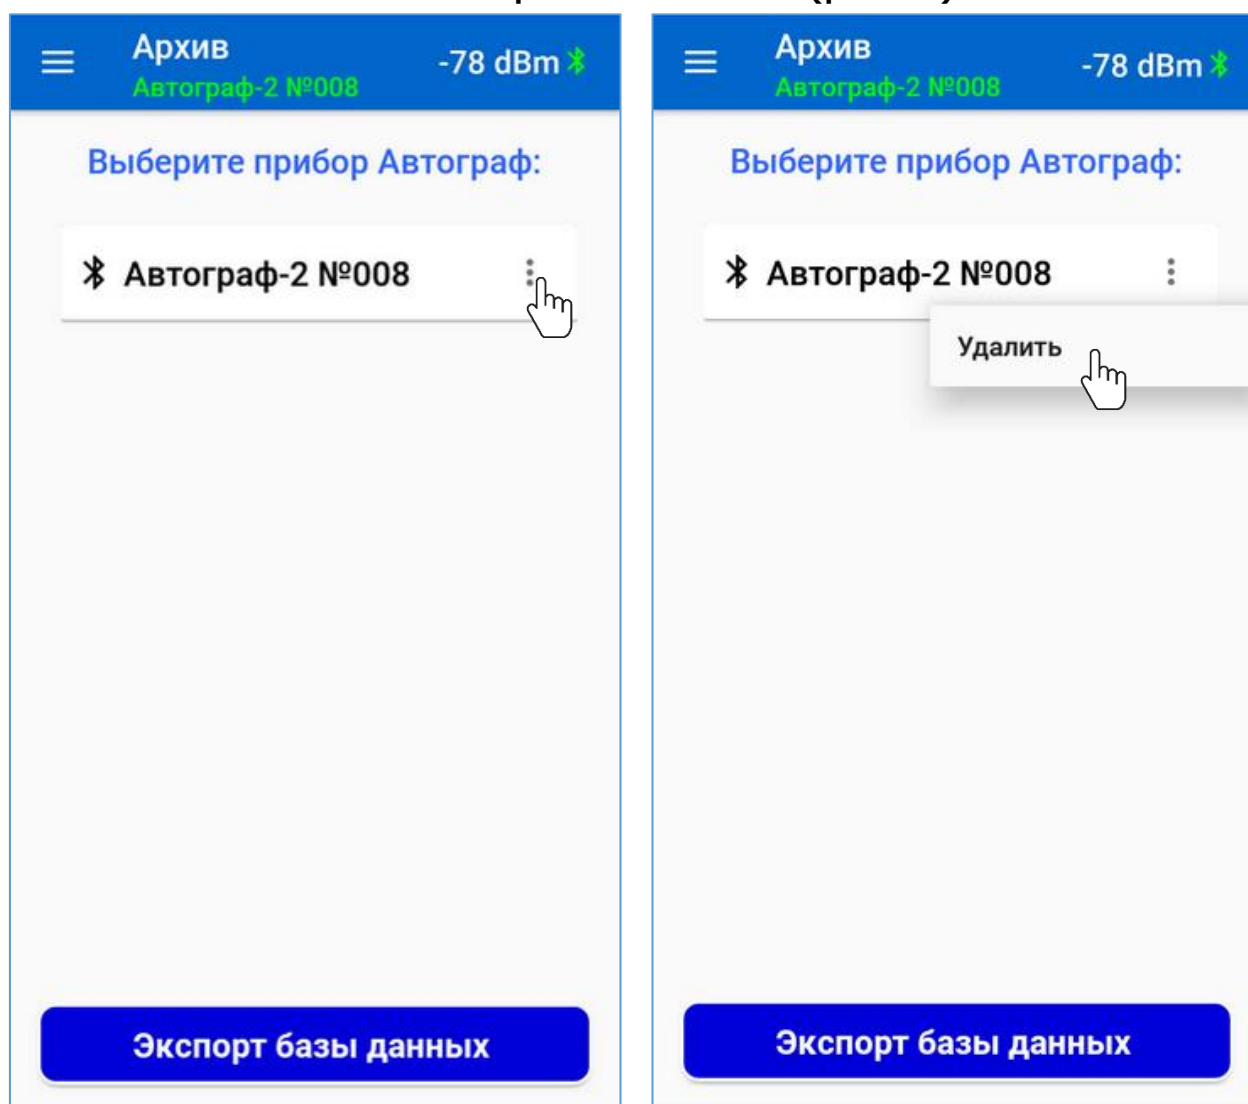 Архив
-78 dBm
Автограф-2 №008
Выберите прибор Автограф:
Автограф-2 №008
Экспорт базы данных
Архив
-78 dBm
Автограф-2 №008
Выберите прибор Автограф:
Автограф-2 №008
Удалить
Экспорт базы данных